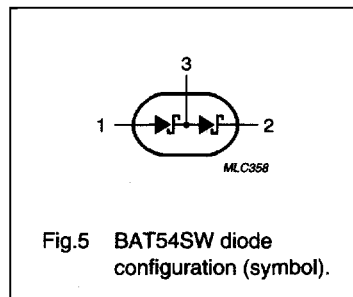 3
1
2
MLC358
Fig.5 BAT54SW diode
configuration (symbol).